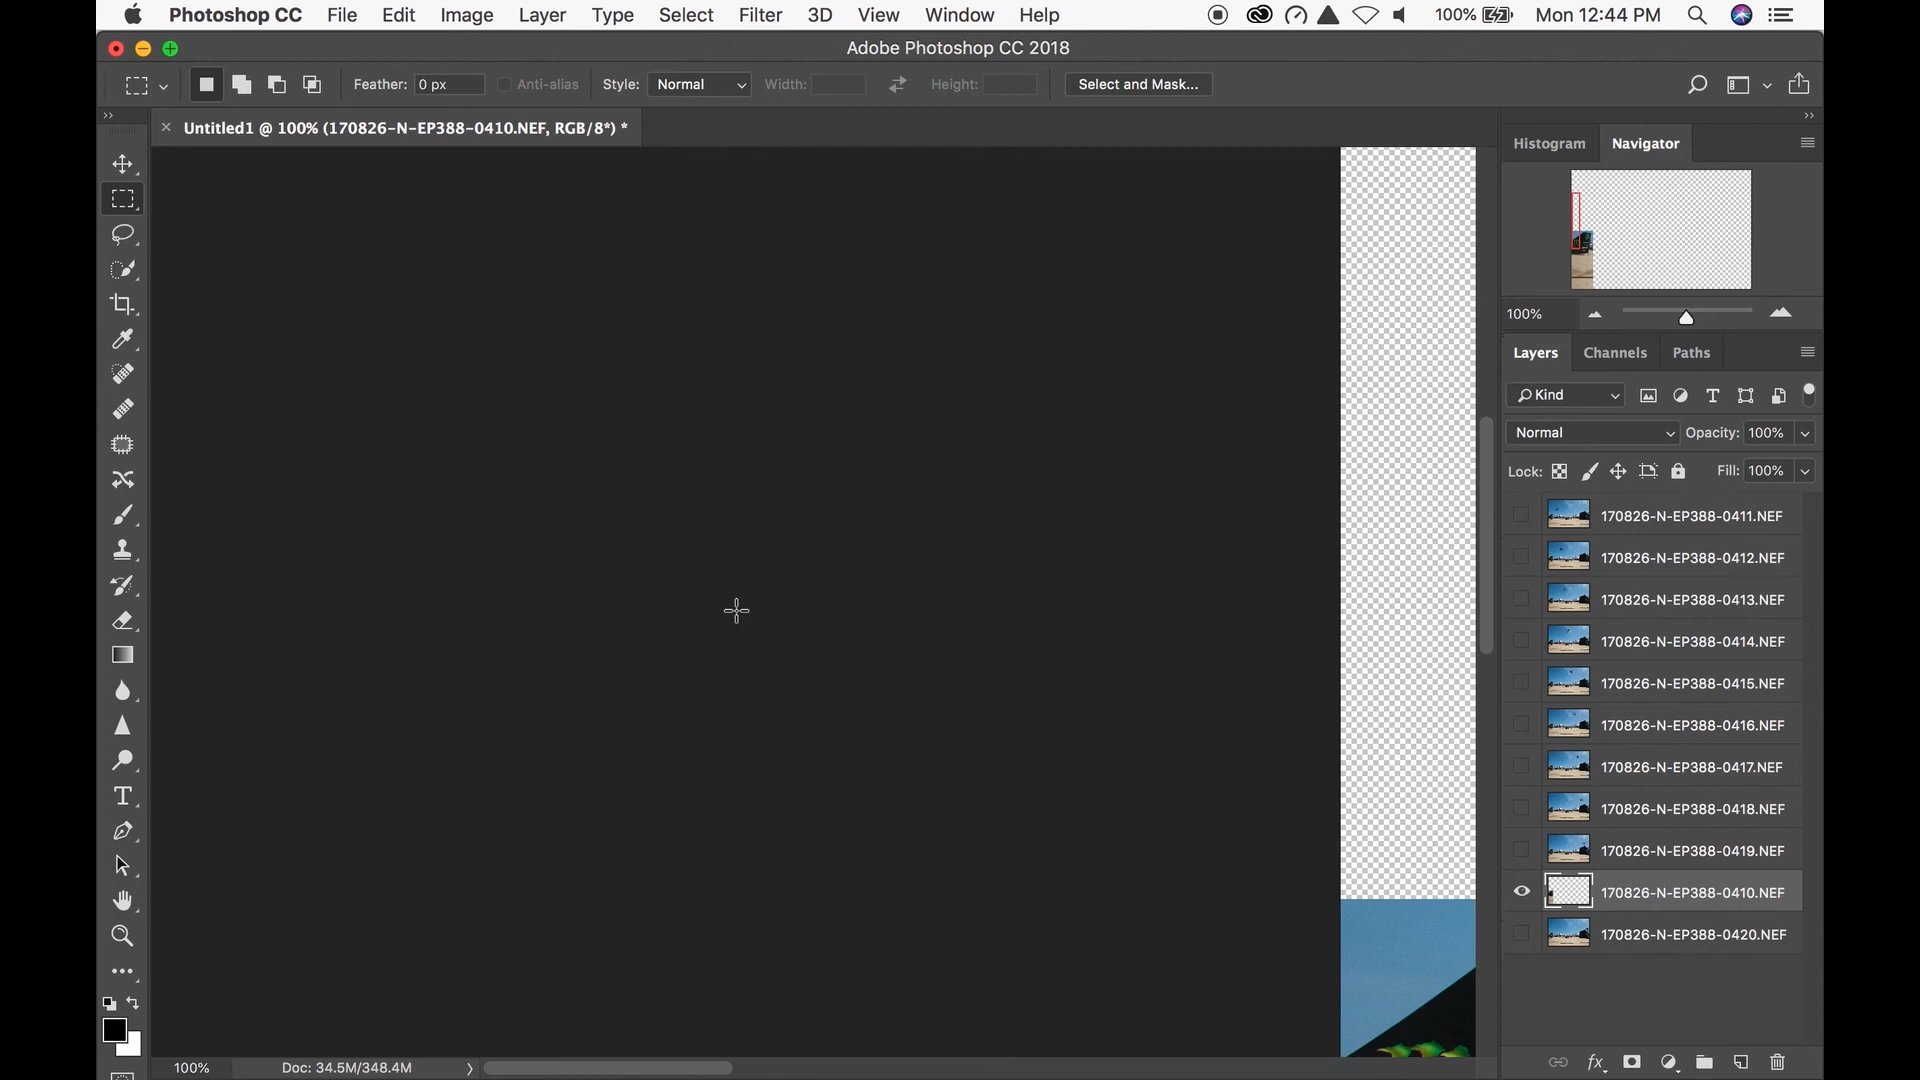 Photoshop CC File Edit Image Layer Type Select Filter 3D View Window Help 100% Mon 12:44 PM
Adobe Photoshop CC 2018
Feather: 0 px Anti-alias Style: Normal Width: Height: Select and Mask...
Untitled1 @ 100% (170826-N-EP388-0410.NEF, RGB/8*) *
Histogram Navigator
100%
Layers Channels Paths
Kind
Normal Opacity: 100%
Lock: Fill: 100%
170826-N-EP388-0411.NEF
170826-N-EP388-0412.NEF
170826-N-EP388-0413.NEF
170826-N-EP388-0414.NEF
170826-N-EP388-0415.NEF
170826-N-EP388-0416.NEF
170826-N-EP388-0417.NEF
170826-N-EP388-0418.NEF
170826-N-EP388-0419.NEF
170826-N-EP388-0410.NEF
170826-N-EP388-0420.NEF
100% Doc: 34.5M/348.4M